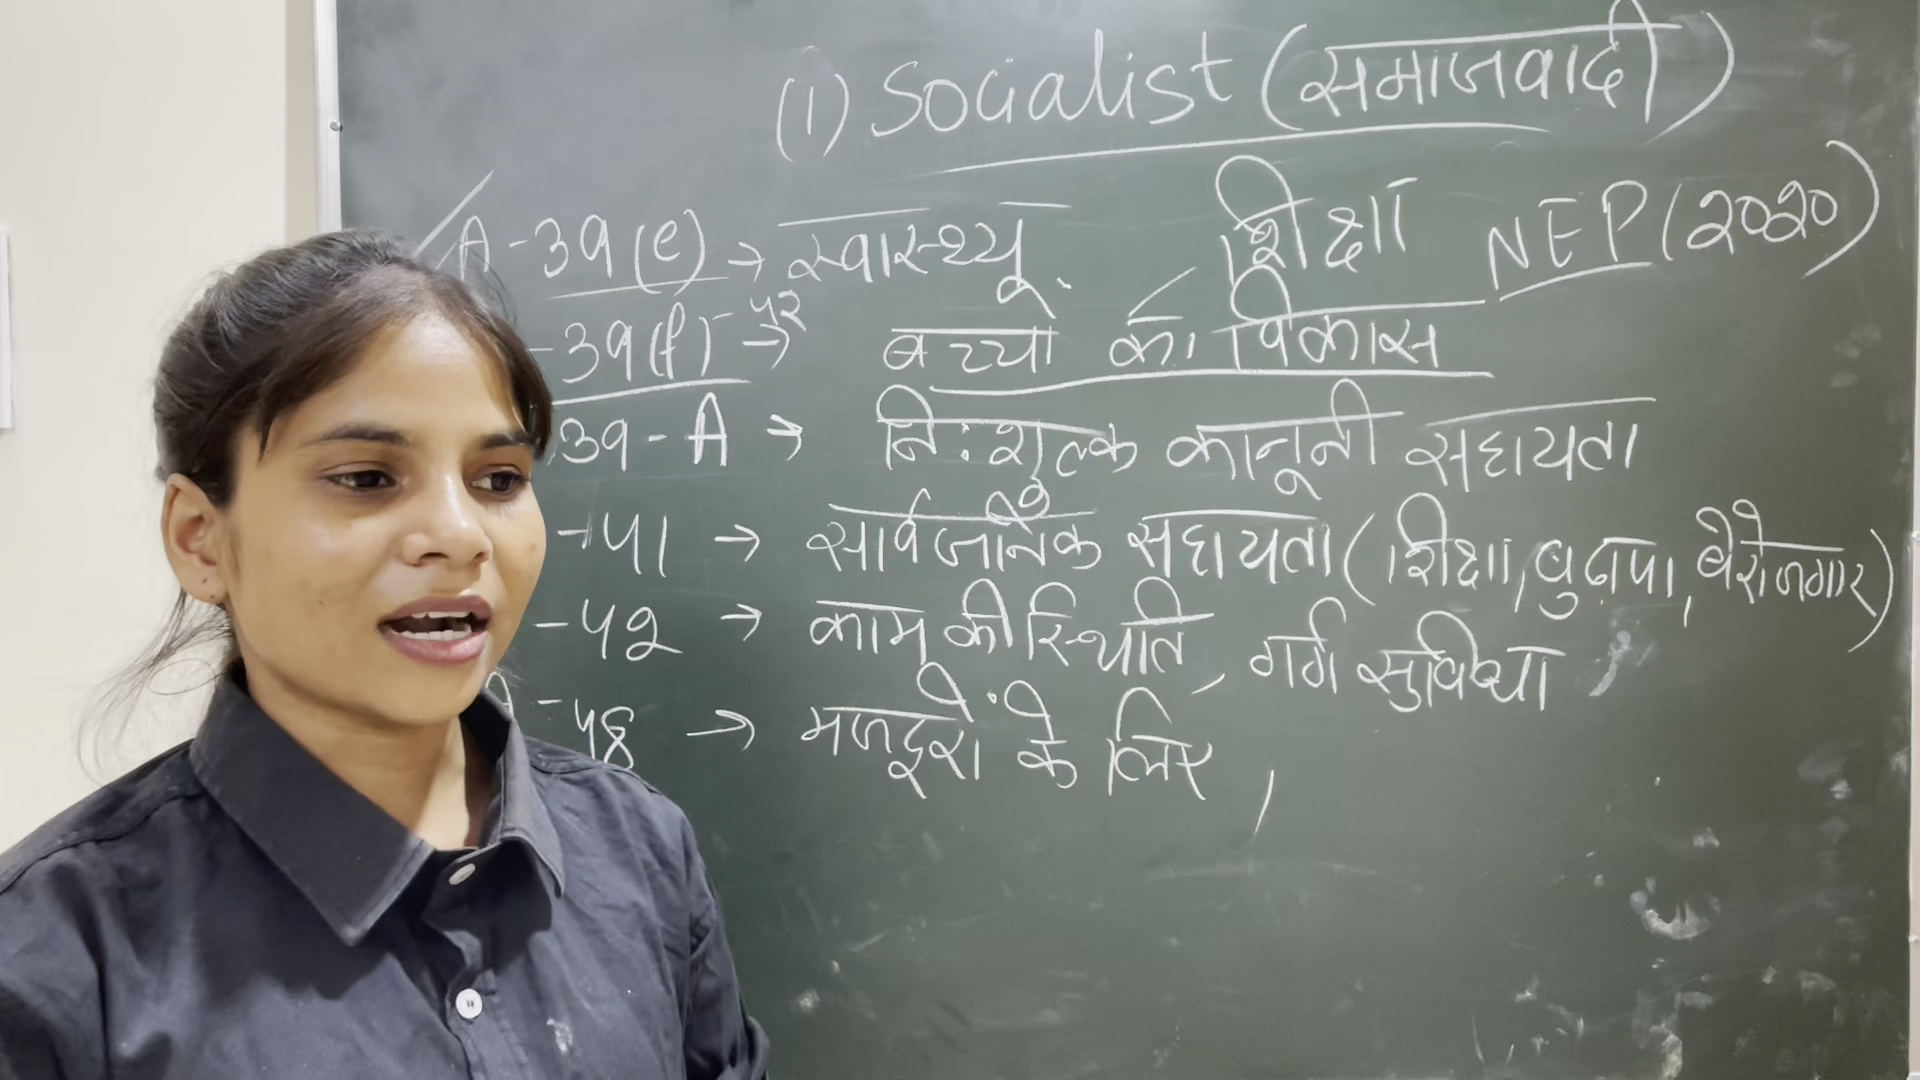 (1) Socialist (समाजवादी)
A-39(e) → स्वास्थ्य, शिक्षा NEP(2020)
-39(f) → बच्चों का विकास
39-A → निःशुल्क कानूनी सहायता
-41 → सार्वजनिक सहायता (शिक्षा, बुढ़ापा, बेरोजगार)
-42 → काम की स्थिति, गर्ग सुविधा
-43 → मजदूरों के लिए,